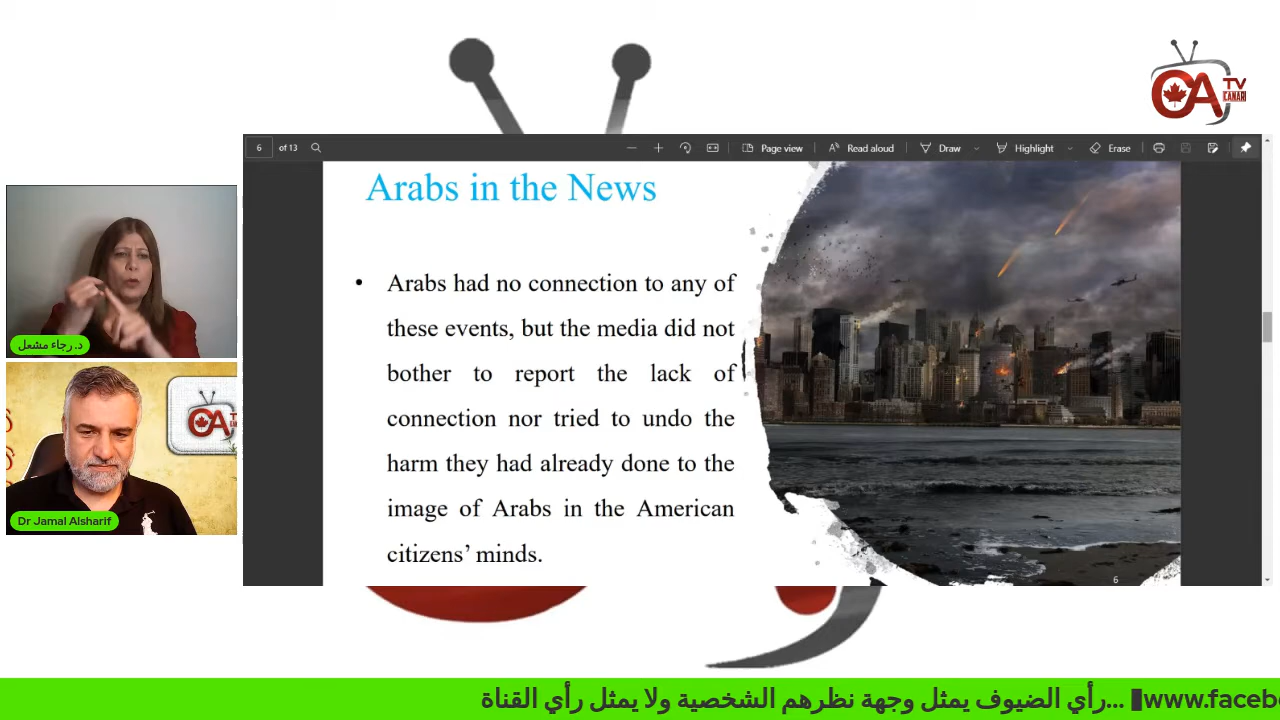 TV
CANARI
6 of 13 Page view Read aloud Draw Highlight Erase
Arabs in the News
• Arabs had no connection to any of
these events, but the media did not
bother to report the lack of
connection nor tried to undo the
harm they had already done to the
image of Arabs in the American
citizens’ minds.
6
د. رجاء مشعل
Dr Jamal Alsharif
رأي الضيوف يمثل وجهة نظرهم الشخصية ولا يمثل رأي القناة... www.faceb